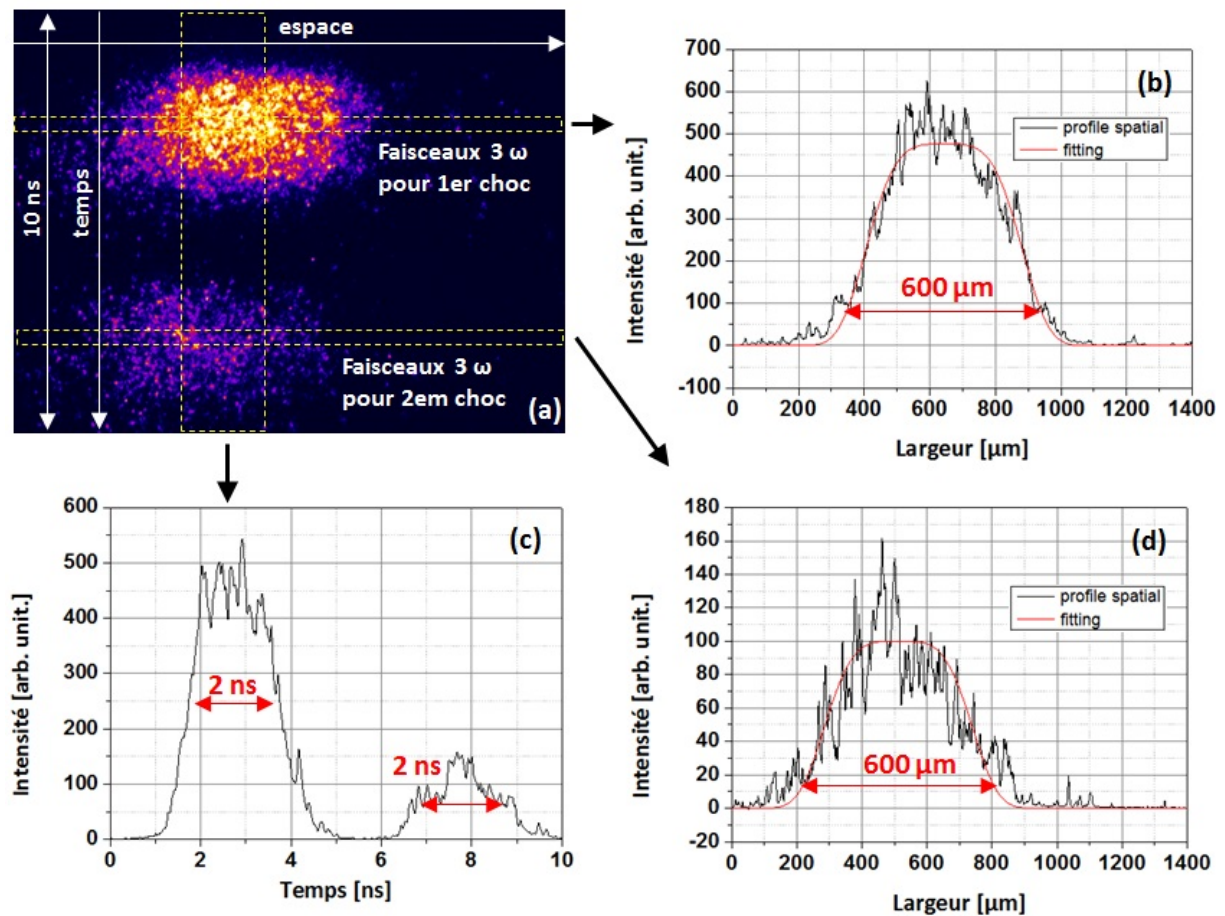 espace
10 ns
temps
Faisceaux 3 ω
pour 1er choc
Faisceaux 3 ω
pour 2em choc
(a)
(b)
700
600
500
400
300
200
100
0
-100
Intensité [arb. unit.]
profile spatial
fitting
600 µm
0 200 400 600 800 1000 1200 1400
Largeur [µm]
(c)
600
500
400
300
200
100
0
Intensité [arb. unit.]
2 ns
2 ns
0 2 4 6 8 10
Temps [ns]
(d)
180
160
140
120
100
80
60
40
20
0
-20
Intensité [arb. unit.]
profile spatial
fitting
600 µm
0 200 400 600 800 1000 1200 1400
Largeur [µm]